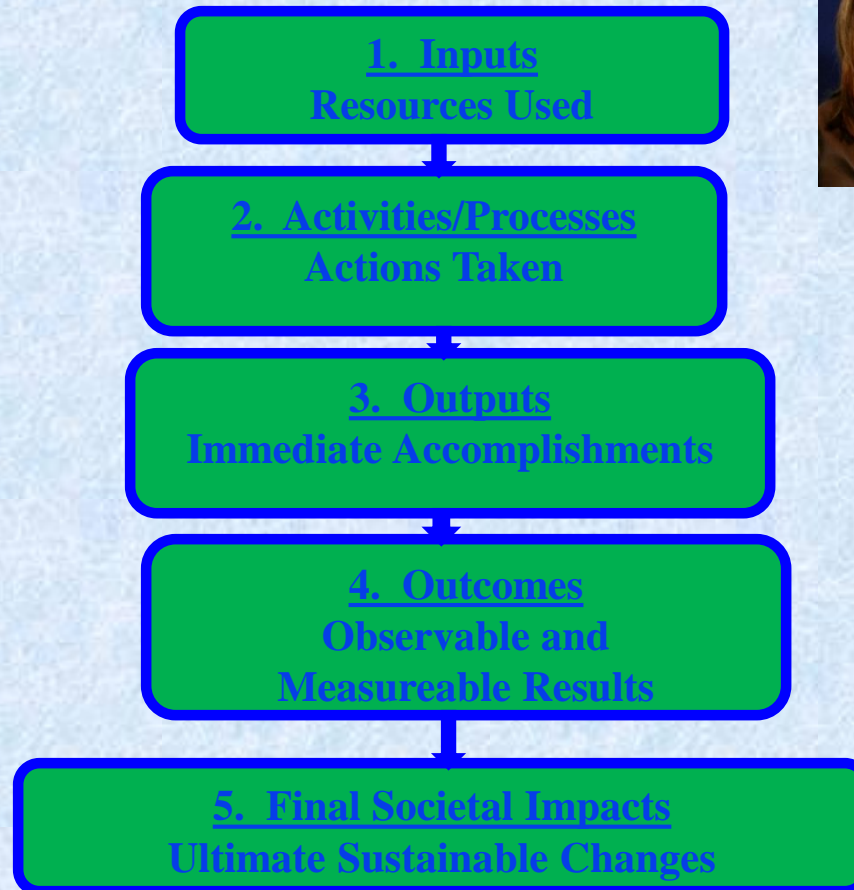 1. Inputs
Resources Used
2. Activities/Processes
Actions Taken
3. Outputs
Immediate Accomplishments
4. Outcomes
Observable and
Measureable Results
5. Final Societal Impacts
Ultimate Sustainable Changes